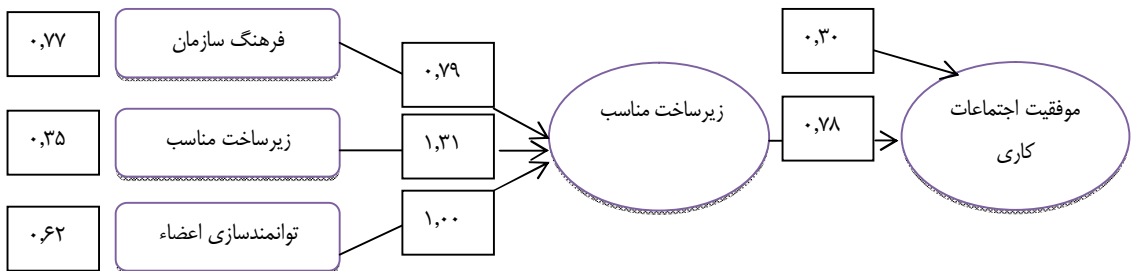 ۰,۷۷
فرهنگ سازمان
۰,۷۹
۰,۳۰
۰,۳۵
زیرساخت مناسب
۱,۳۱
زیرساخت مناسب
۰,۷۸
موفقیت اجتماعات
کاری
۰,۶۲
توانمندسازی اعضاء
۱,۰۰